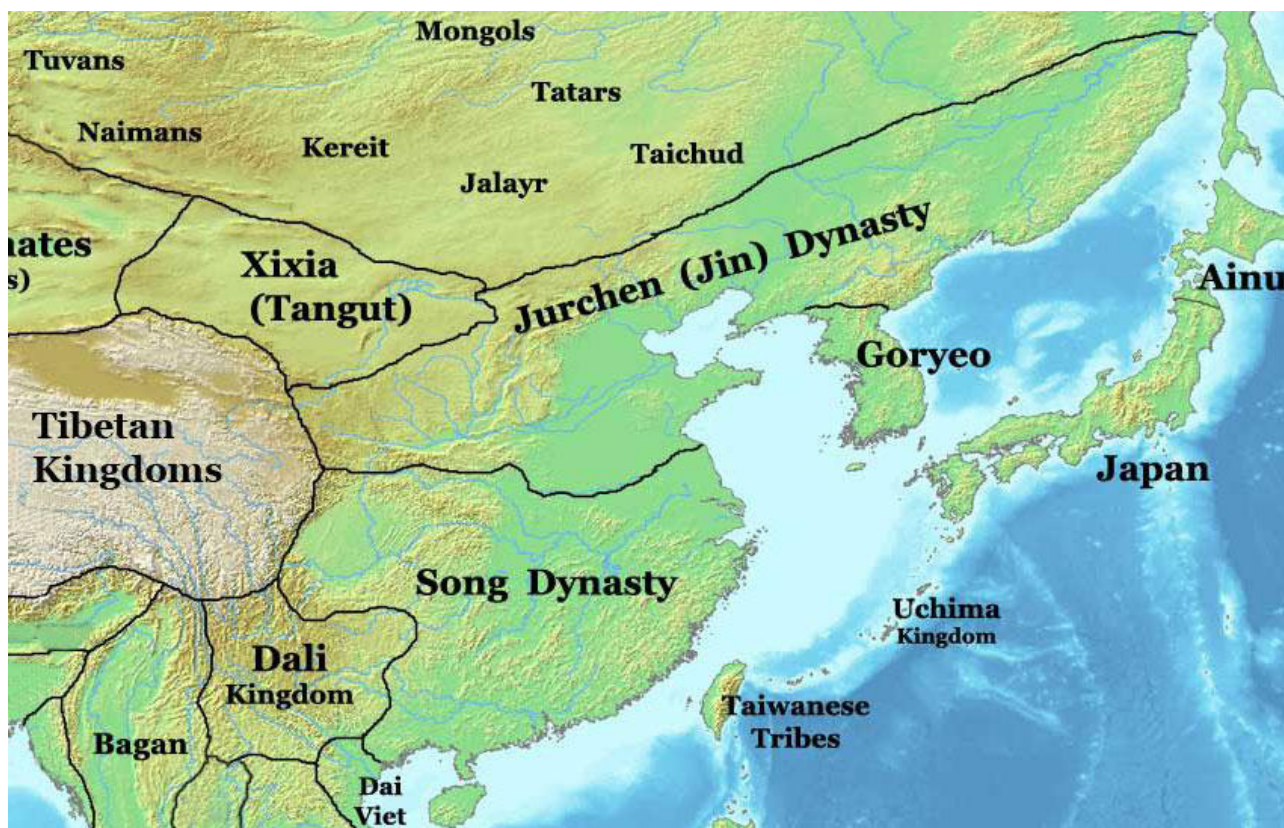 Mongols
Tuvans
Tatars
Naimans
Kereit
Taichud
Jalayr
ates
s)
Xixia
(Tangut)
Jurchen (Jin) Dynasty
Ainu
Goryeo
Tibetan
Kingdoms
Japan
Song Dynasty
Uchima
Kingdom
Dali
Kingdom
Taiwanese
Tribes
Bagan
Dai
Viet